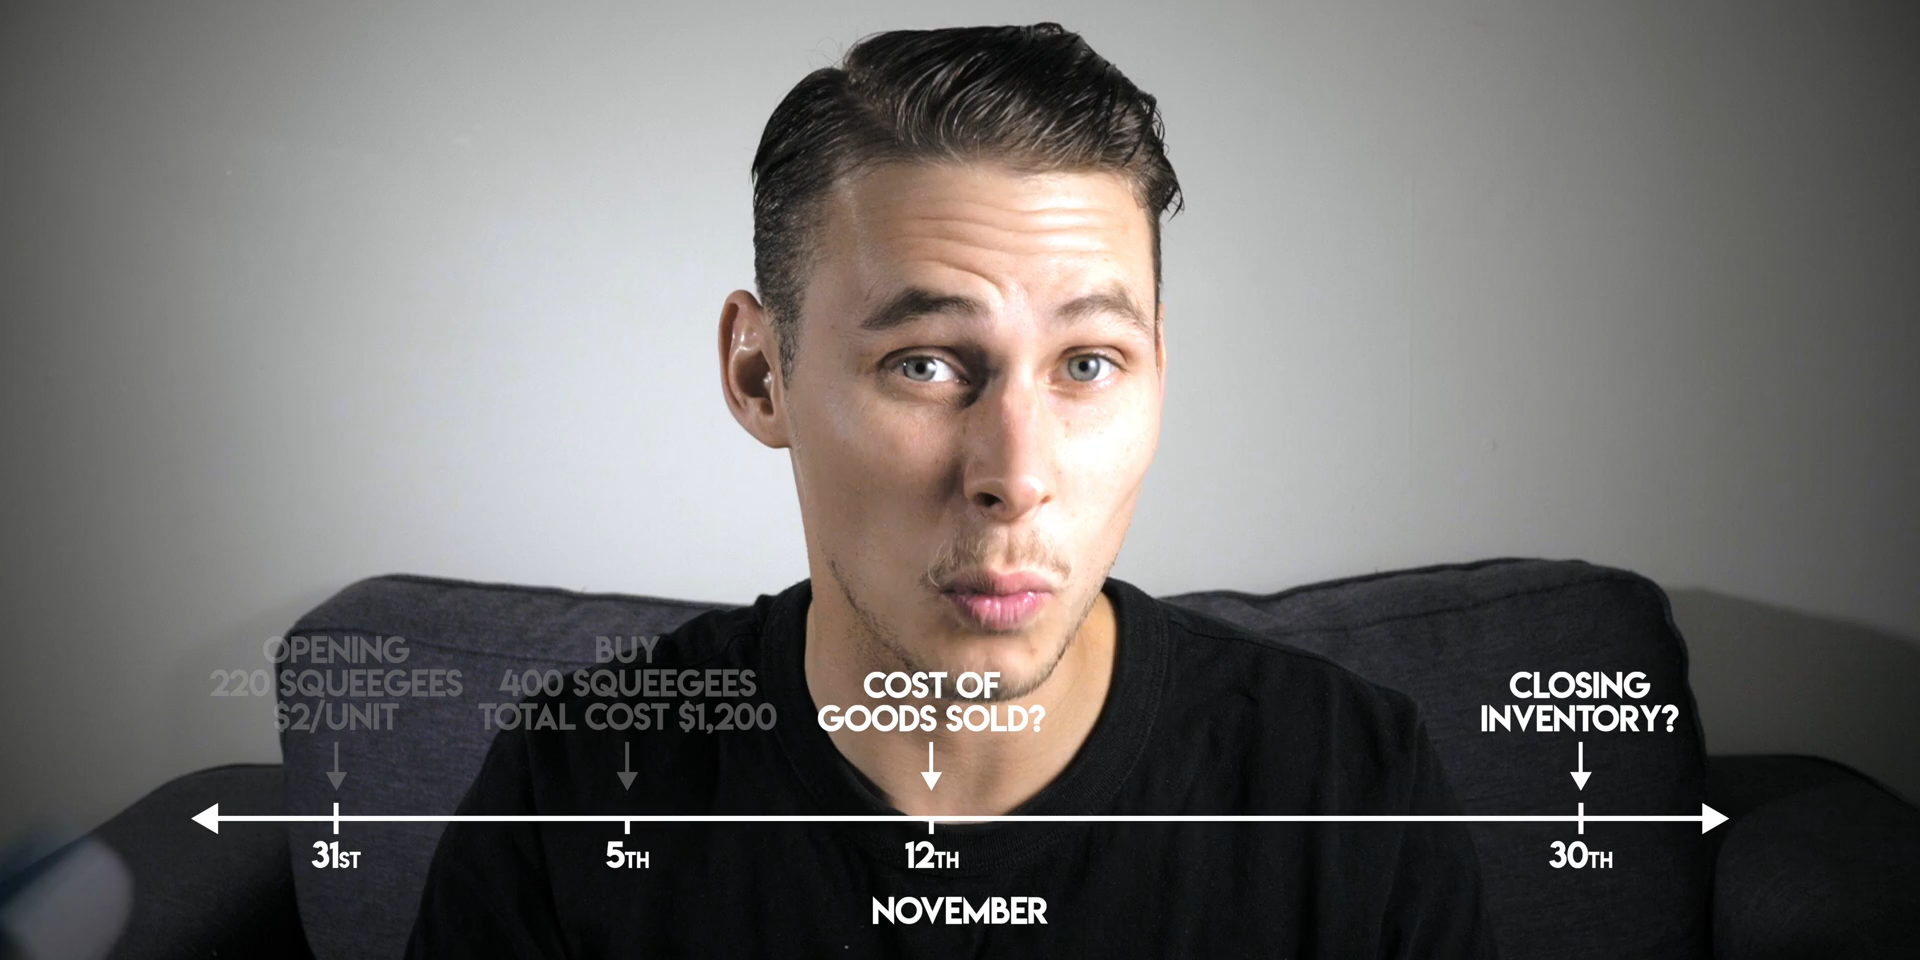 OPENING
220 SQUEEGEES
$2/UNIT
BUY
400 SQUEEGEES
TOTAL COST $1,200
COST OF
GOODS SOLD?
CLOSING
INVENTORY?
31ST
5TH
12TH
30TH
NOVEMBER